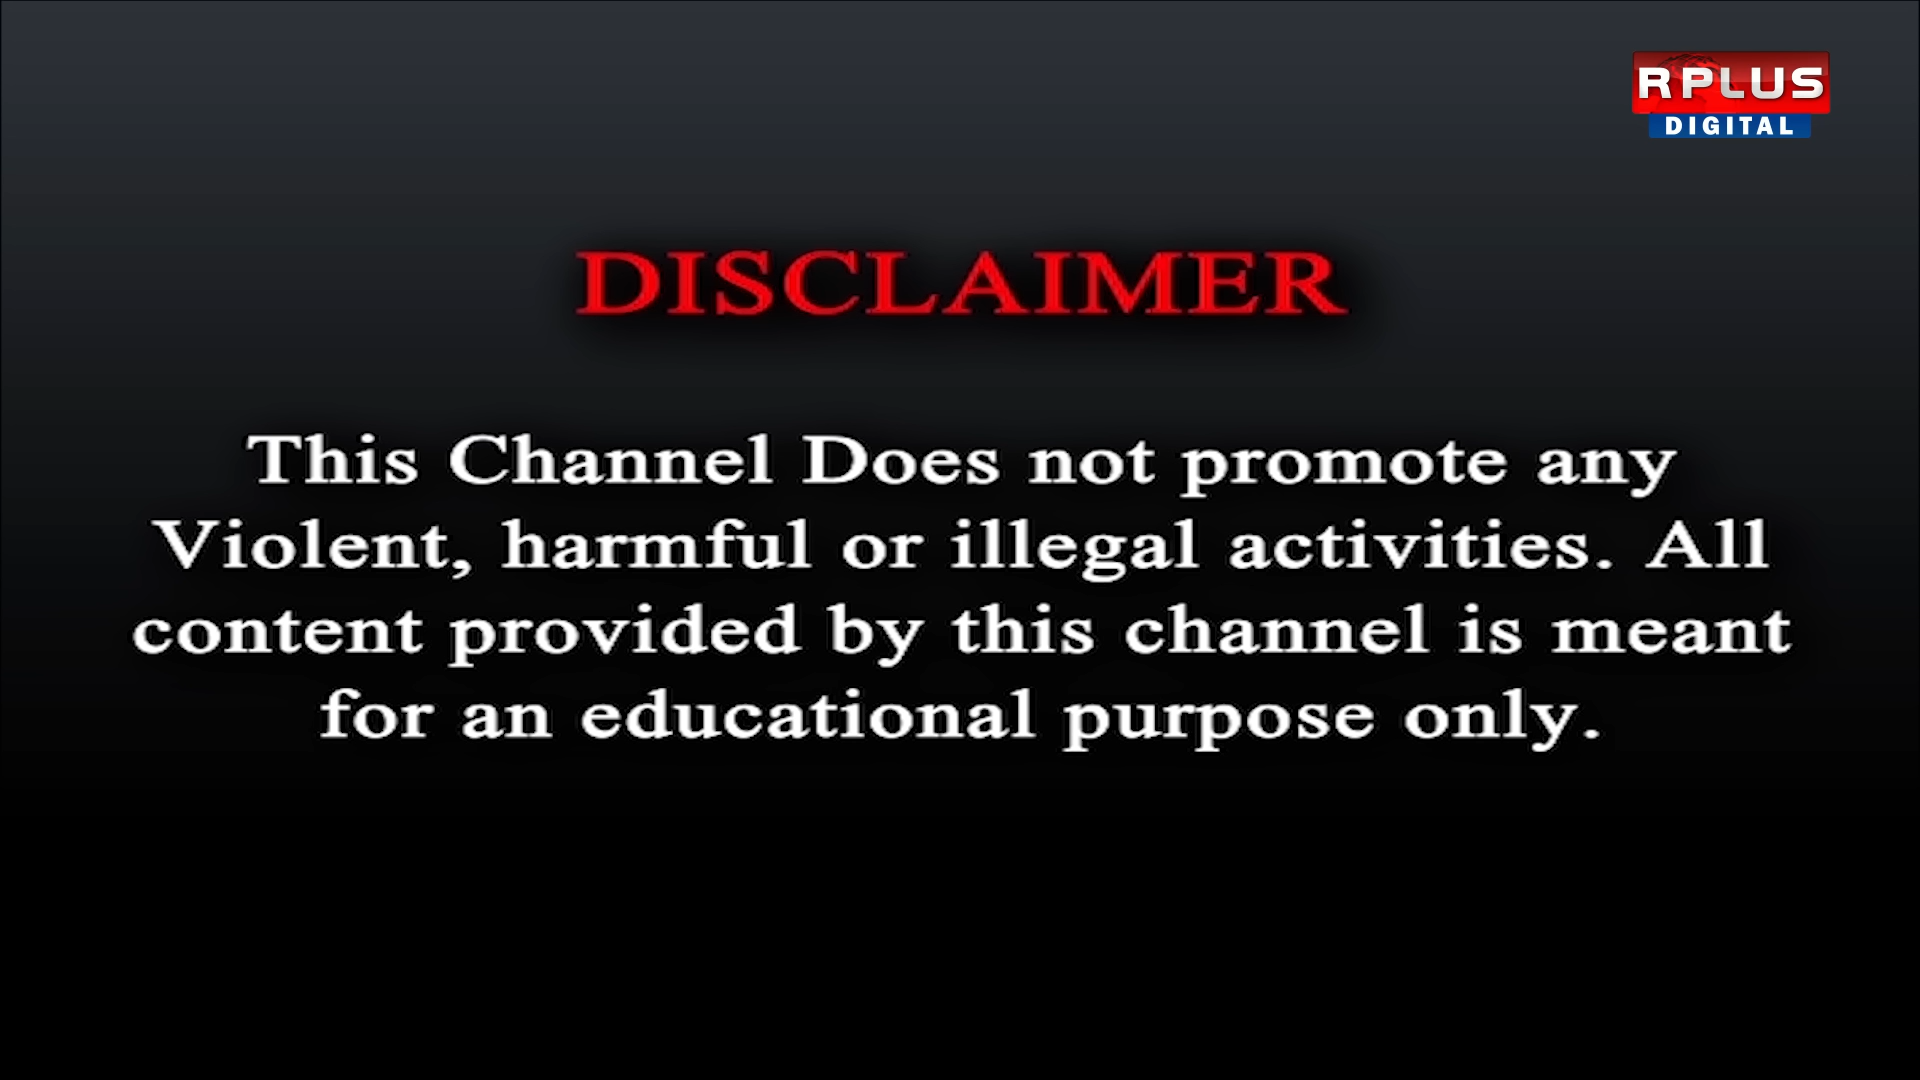 RPLUS
DIGITAL
DISCLAIMER
This Channel Does not promote any
Violent, harmful or illegal activities. All
content provided by this channel is meant
for an educational purpose only.